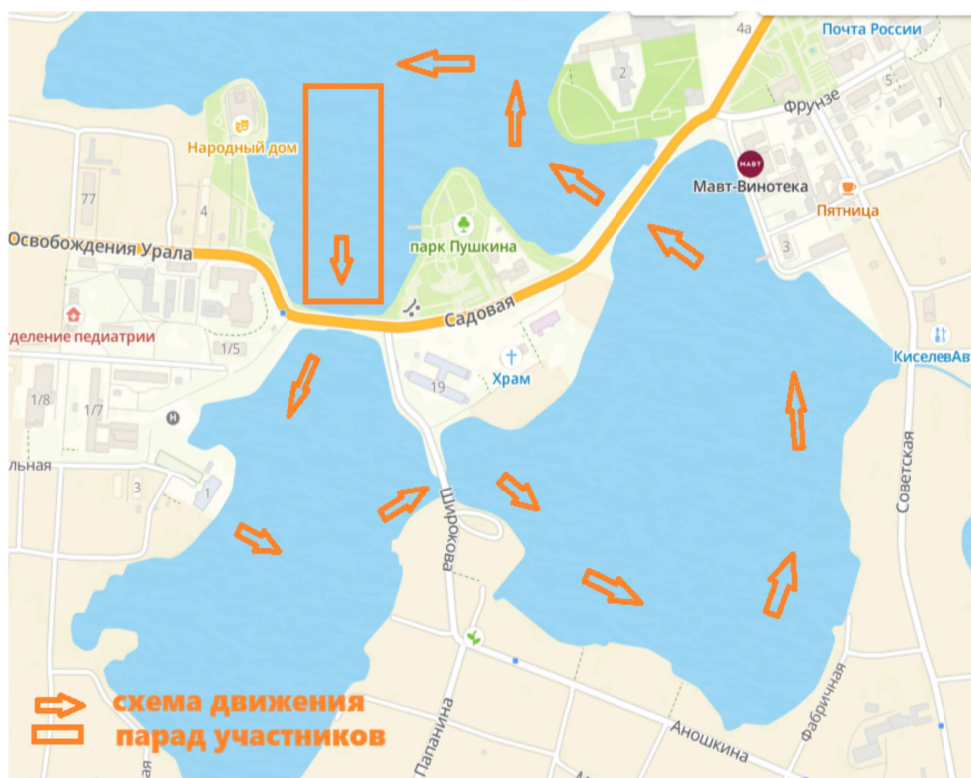 4а
Почта России
2
Фрунзе
5
1
Народный дом
МАВТ
Мавт-Винотека
77
4
Пятница
парк Пушкина
3
Освобождения Урала
Садовая
деление педиатрии
1/5
19
Храм
КиселевАв
1/8
1/7
Н
льная
3
1
Широкова
Советская
Папанина
Аношкина
Фабричная
схема движения
парад участников